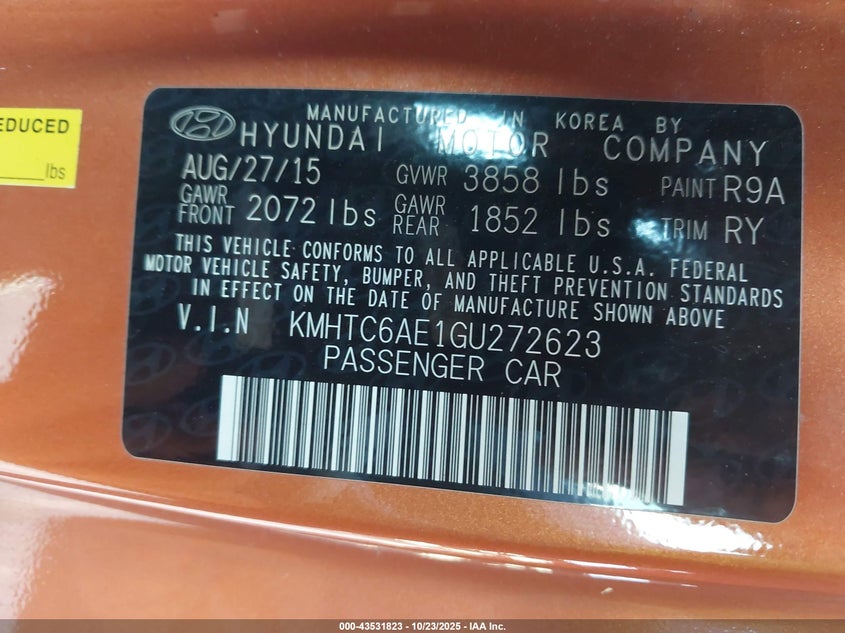 EDUCED
lbs
MANUFACTURED IN KOREA BY
HYUNDAI MOTOR COMPANY
AUG/27/15 GVWR 3858 lbs PAINT R9A
GAWR FRONT 2072 lbs GAWR REAR 1852 lbs TRIM RY
THIS VEHICLE CONFORMS TO ALL APPLICABLE U.S.A. FEDERAL
MOTOR VEHICLE SAFETY, BUMPER, AND THEFT PREVENTION STANDARDS
IN EFFECT ON THE DATE OF MANUFACTURE SHOWN ABOVE
V.I.N KMHTC6AE1GU272623
PASSENGER CAR
000-43531823 - 10/23/2025 - IAA Inc.